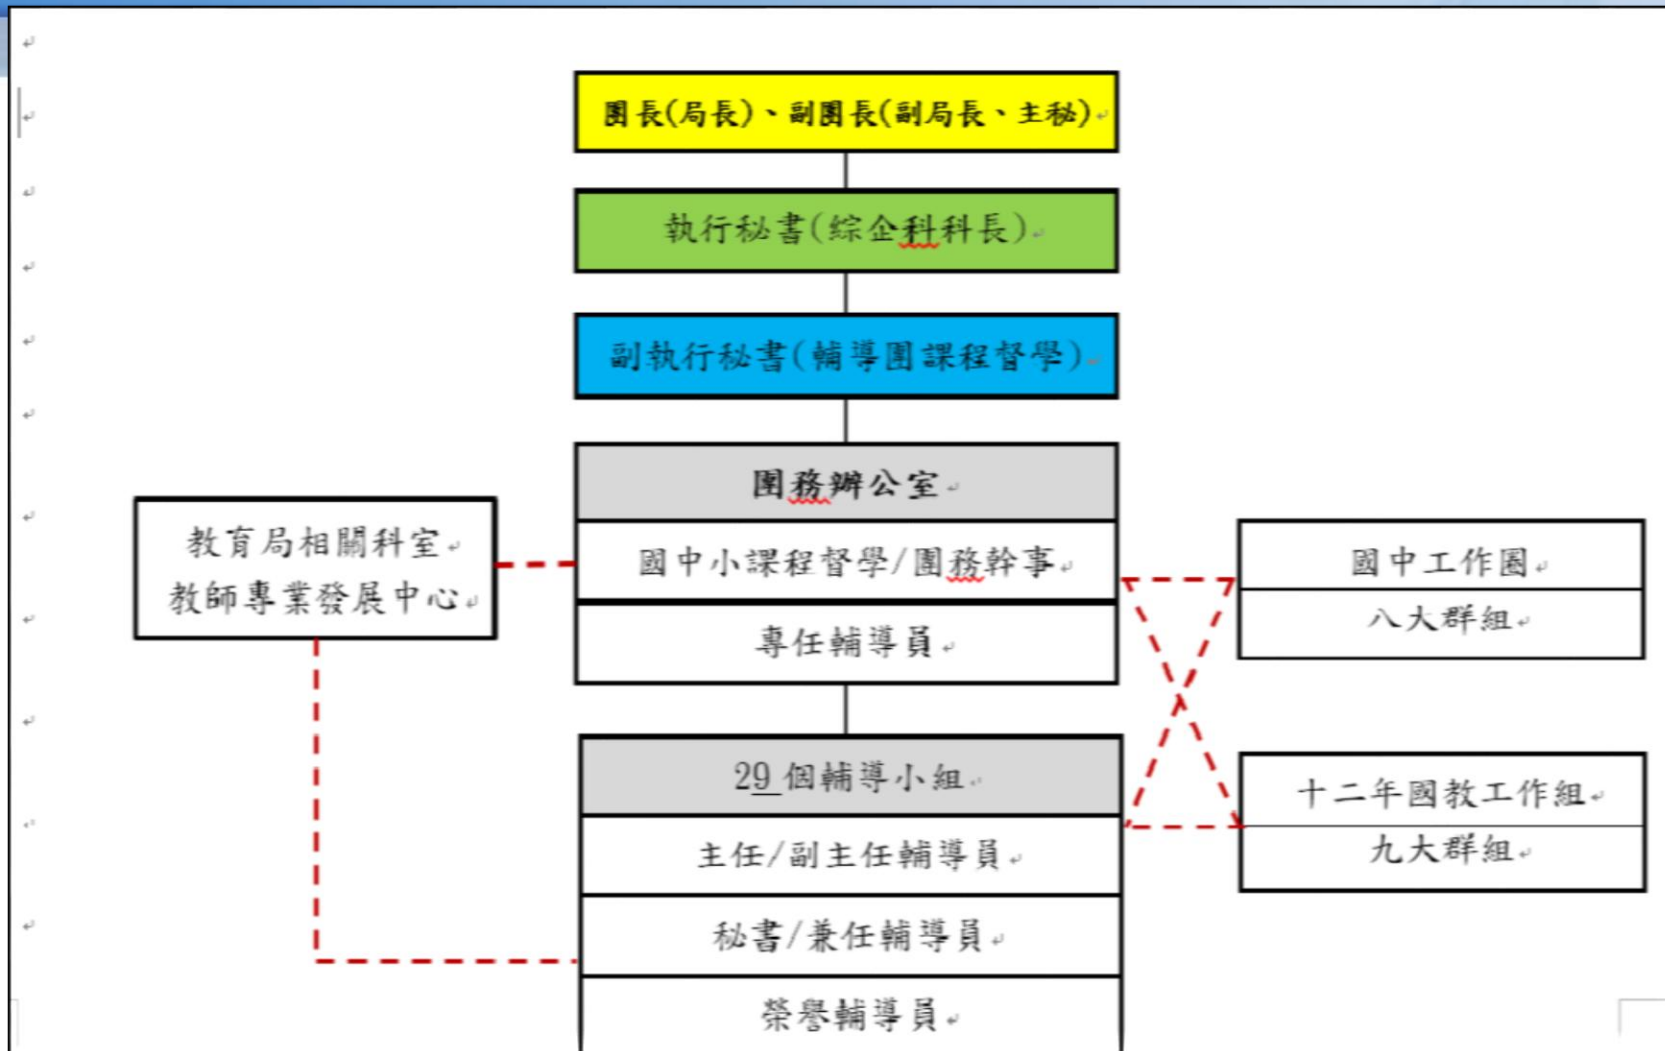 團長(局長)、副團長(副局長、主秘)
執行秘書(綜企科科長)
副執行秘書(輔導團課程督學)
團務辦公室
國中小課程督學/團務幹事
專任輔導員
教育局相關科室
教師專業發展中心
國中工作圈
八大群組
29 個輔導小組
主任/副主任輔導員
秘書/兼任輔導員
榮譽輔導員
十二年國教工作組
九大群組